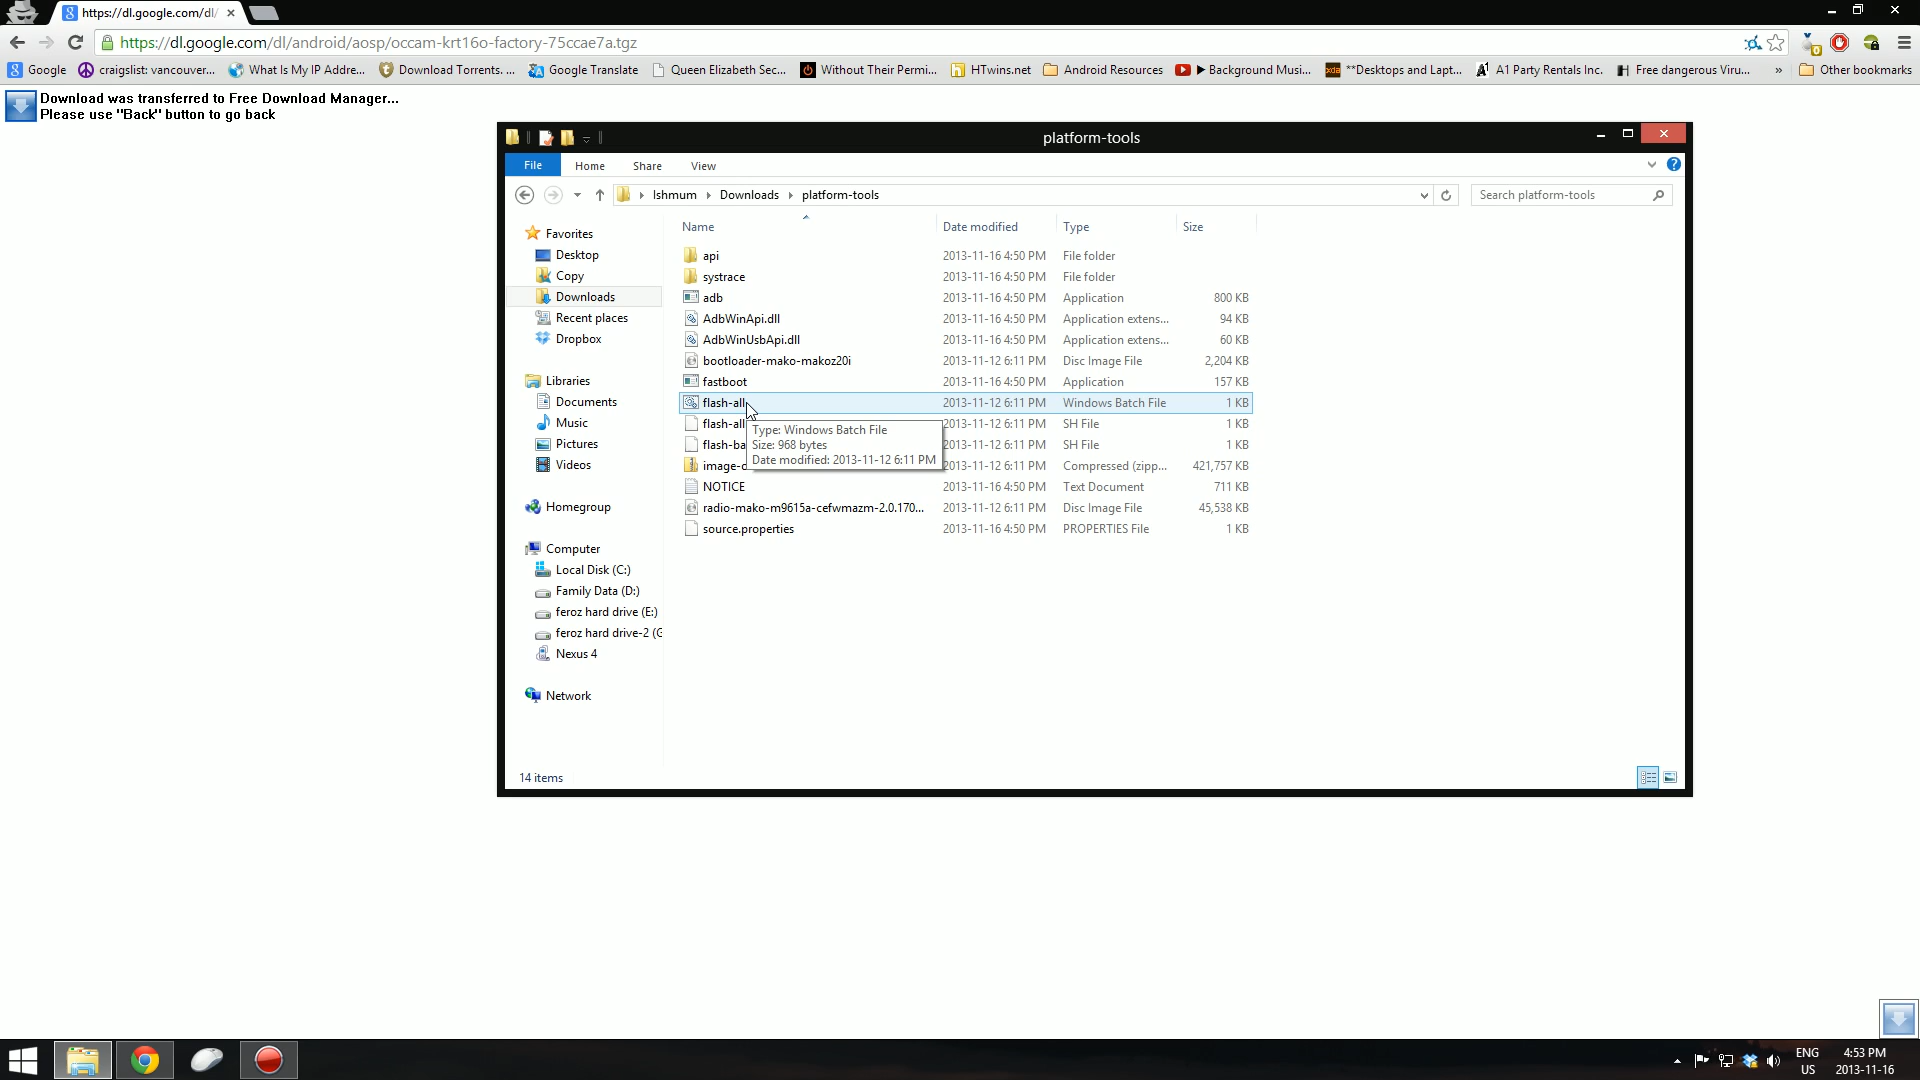 https://dl.google.com/dl/
https://dl.google.com/dl/android/aosp/occam-krt16o-factory-75ccae7a.tgz
Google craigslist: vancouver... What Is My IP Addre... Download Torrents. ... Google Translate Queen Elizabeth Sec... Without Their Permi... HTwins.net Android Resources ▶ Background Musi... **Desktops and Lapt... A1 Party Rentals Inc. Free dangerous Viru... » Other bookmarks
Download was transferred to Free Download Manager...
Please use "Back" button to go back
platform-tools
File Home Share View
Ishmum Downloads platform-tools Search platform-tools
Name Date modified Type Size
Favorites
Desktop
Copy
Downloads
Recent places
Dropbox
Libraries
Documents
Music
Pictures
Videos
Homegroup
Computer
Local Disk (C:)
Family Data (D:)
feroz hard drive (E:)
feroz hard drive-2 (G
Nexus 4
Network
api 2013-11-16 4:50 PM File folder
systrace 2013-11-16 4:50 PM File folder
adb 2013-11-16 4:50 PM Application 800 KB
AdbWinApi.dll 2013-11-16 4:50 PM Application extens... 94 KB
AdbWinUsbApi.dll 2013-11-16 4:50 PM Application extens... 60 KB
bootloader-mako-makoz20i 2013-11-12 6:11 PM Disc Image File 2,204 KB
fastboot 2013-11-16 4:50 PM Application 157 KB
flash-all 2013-11-12 6:11 PM Windows Batch File 1 KB
flash-all 2013-11-12 6:11 PM SH File 1 KB
flash-ba 2013-11-12 6:11 PM SH File 1 KB
image-o 2013-11-12 6:11 PM Compressed (zipp... 421,757 KB
NOTICE 2013-11-16 4:50 PM Text Document 711 KB
radio-mako-m9615a-cefwmazm-2.0.170... 2013-11-12 6:11 PM Disc Image File 45,538 KB
source.properties 2013-11-16 4:50 PM PROPERTIES File 1 KB
Type: Windows Batch File
Size: 968 bytes
Date modified: 2013-11-12 6:11 PM
14 items
ENG 4:53 PM
US 2013-11-16